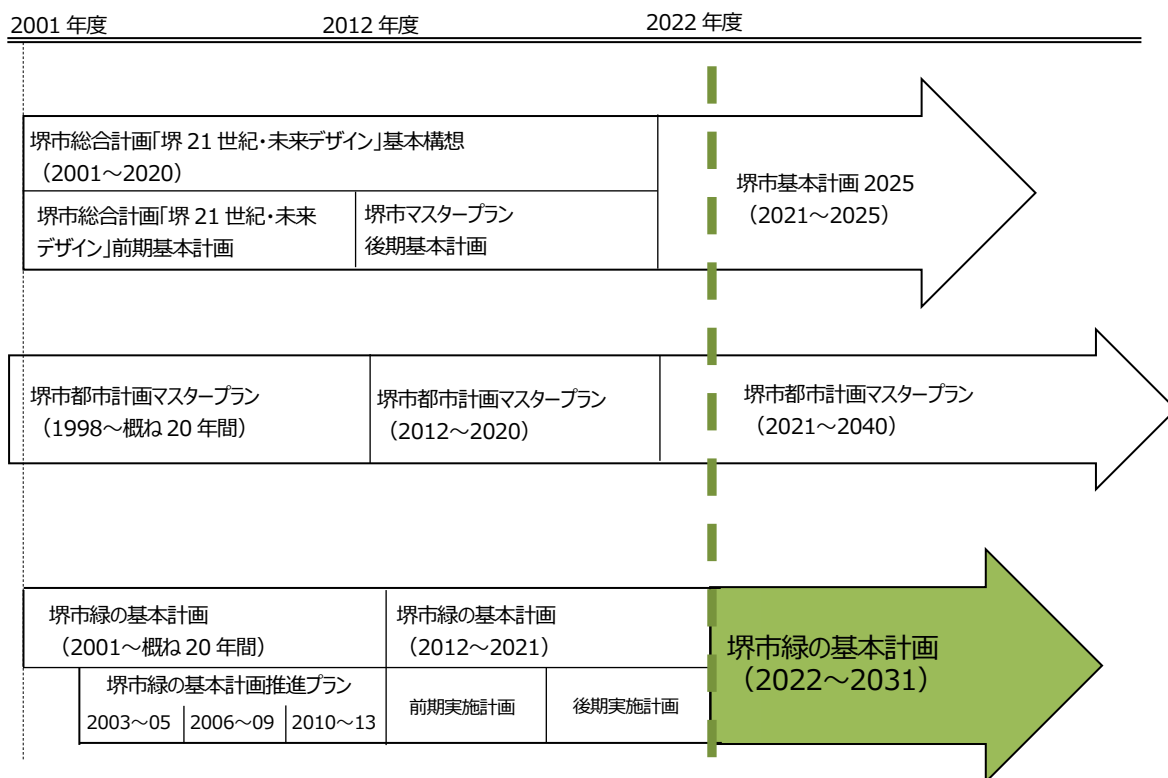 2001 年度
2012 年度
2022 年度
堺市総合計画「堺 21 世紀・未来デザイン」基本構想
（2001～2020）
堺市総合計画「堺 21 世紀・未来
デザイン」前期基本計画
堺市マスタープラン
後期基本計画
堺市基本計画 2025
（2021～2025）
堺市都市計画マスタープラン
（1998～概ね 20 年間）
堺市都市計画マスタープラン
（2012～2020）
堺市都市計画マスタープラン
（2021～2040）
堺市緑の基本計画
（2001～概ね 20 年間）
堺市緑の基本計画
（2012～2021）
堺市緑の基本計画推進プラン
2003～05
2006～09
2010～13
前期実施計画
後期実施計画
堺市緑の基本計画
（2022～2031）